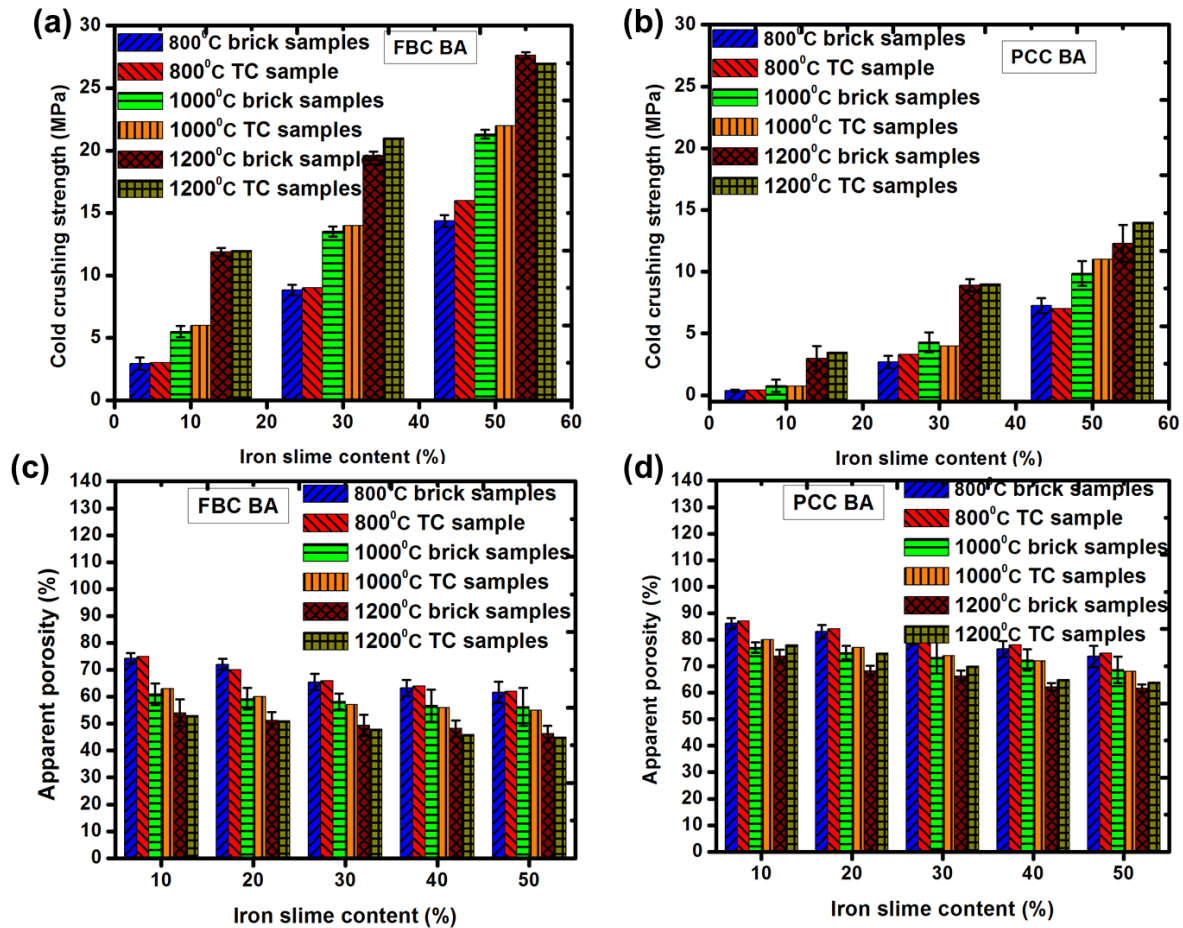 (a)
FBC BA
800⁰C brick samples
800⁰C TC sample
1000⁰C brick samples
1000⁰C TC samples
1200⁰C brick samples
1200⁰C TC samples
Cold crushing strength (MPa)
30
25
20
15
10
5
0
0 10 20 30 40 50 60
Iron slime content (%)
(b)
PCC BA
800⁰C brick samples
800⁰C TC sample
1000⁰C brick samples
1000⁰C TC samples
1200⁰C brick samples
1200⁰C TC samples
Cold crushing strength (MPa)
30
25
20
15
10
5
0
0 10 20 30 40 50 60
Iron slime content (%)
(c)
FBC BA
800⁰C brick samples
800⁰C TC sample
1000⁰C brick samples
1000⁰C TC samples
1200⁰C brick samples
1200⁰C TC samples
Apparent porosity (%)
140
130
120
110
100
90
80
70
60
50
40
30
20
10
0
10 20 30 40 50
Iron slime content (%)
(d)
PCC BA
800⁰C brick samples
800⁰C TC sample
1000⁰C brick samples
1000⁰C TC samples
1200⁰C brick samples
1200⁰C TC samples
Apparent porosity (%)
140
130
120
110
100
90
80
70
60
50
40
30
20
10
0
10 20 30 40 50
Iron slime content (%)